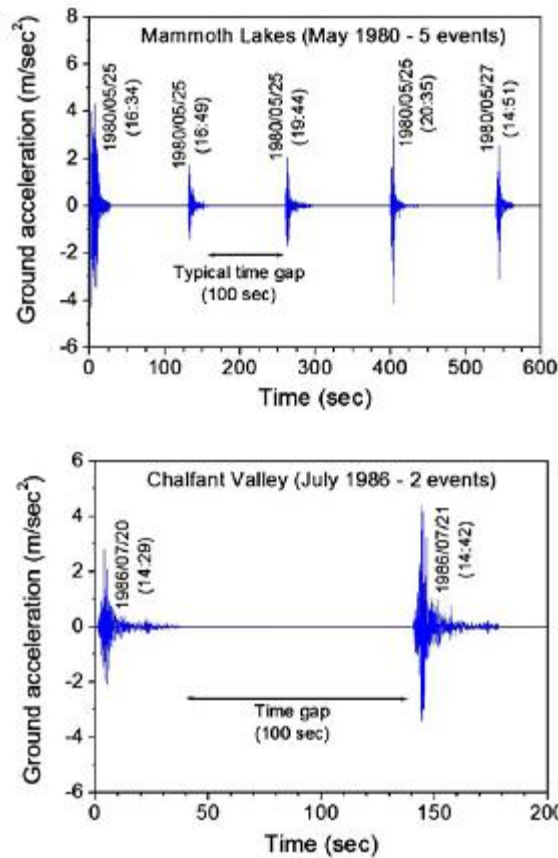 Mammoth Lakes (May 1980 - 5 events)
Ground acceleration (m/sec²)
8
6
4
2
0
-2
-4
-6
1980/05/25
(16:34)
1980/05/25
(16:49)
1980/05/25
(19:44)
1980/05/25
(20:35)
1980/05/27
(14:51)
Typical time gap
(100 sec)
0 100 200 300 400 500 600
Time (sec)
Chalfant Valley (July 1986 - 2 events)
Ground acceleration (m/sec²)
6
4
2
0
-2
-4
-6
1986/07/20
(14:29)
1986/07/21
(14:42)
Time gap
(100 sec)
0 50 100 150 200
Time (sec)